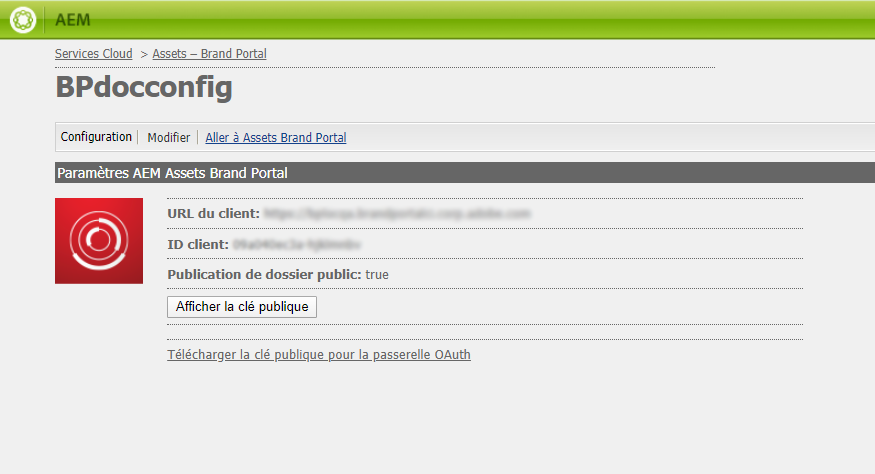 AEM
Services Cloud > Assets – Brand Portal
BPdocconfig
Configuration Modifier Aller à Assets Brand Portal
Paramètres AEM Assets Brand Portal
URL du client:
ID client:
Publication de dossier public: true
Afficher la clé publique
Télécharger la clé publique pour la passerelle OAuth